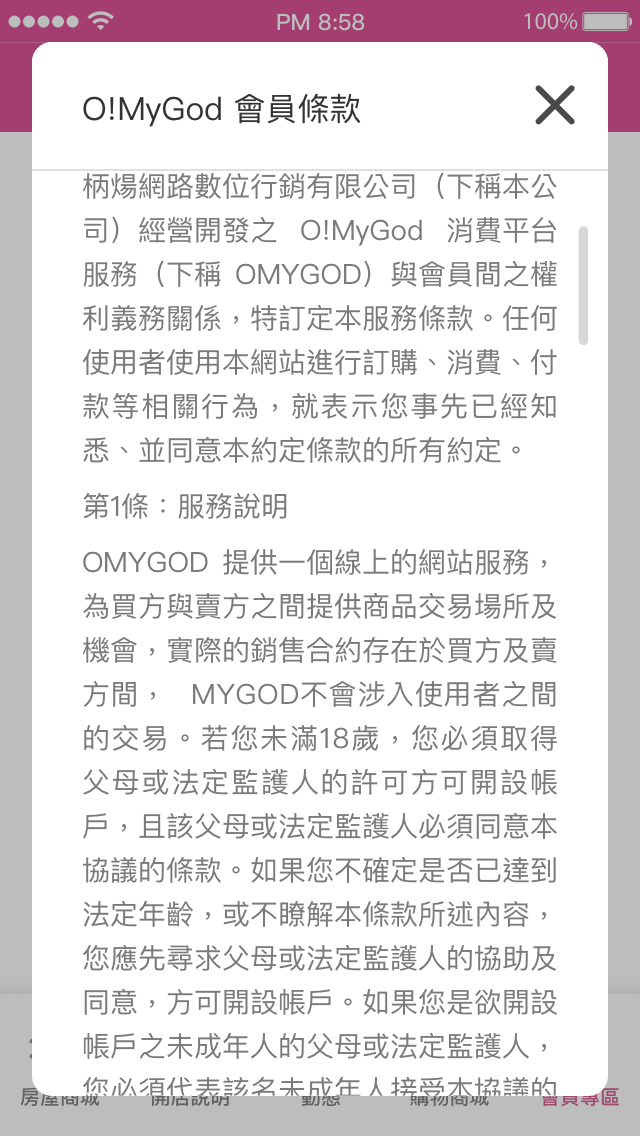 PM 8:58
100%
O!MyGod 會員條款
柄煬網路數位行銷有限公司（下稱本公
司）經營開發之 O!MyGod 消費平台
服務（下稱 OMYGOD）與會員間之權
利義務關係，特訂定本服務條款。任何
使用者使用本網站進行訂購、消費、付
款等相關行為，就表示您事先已經知
悉、並同意本約定條款的所有約定。
第1條：服務說明
OMYGOD 提供一個線上的網站服務，
為買方與賣方之間提供商品交易場所及
機會，實際的銷售合約存在於買方及賣
方間， MYGOD不會涉入使用者之間
的交易。若您未滿18歲，您必須取得
父母或法定監護人的許可方可開設帳
戶，且該父母或法定監護人必須同意本
協議的條款。如果您不確定是否已達到
法定年齡，或不瞭解本條款所述內容，
您應先尋求父母或法定監護人的協助及
同意，方可開設帳戶。如果您是欲開設
帳戶之未成年人的父母或法定監護人，
您必須代表該名未成年人接受本協議的
房屋商城 開店說明 動態 購物商城 會員專區